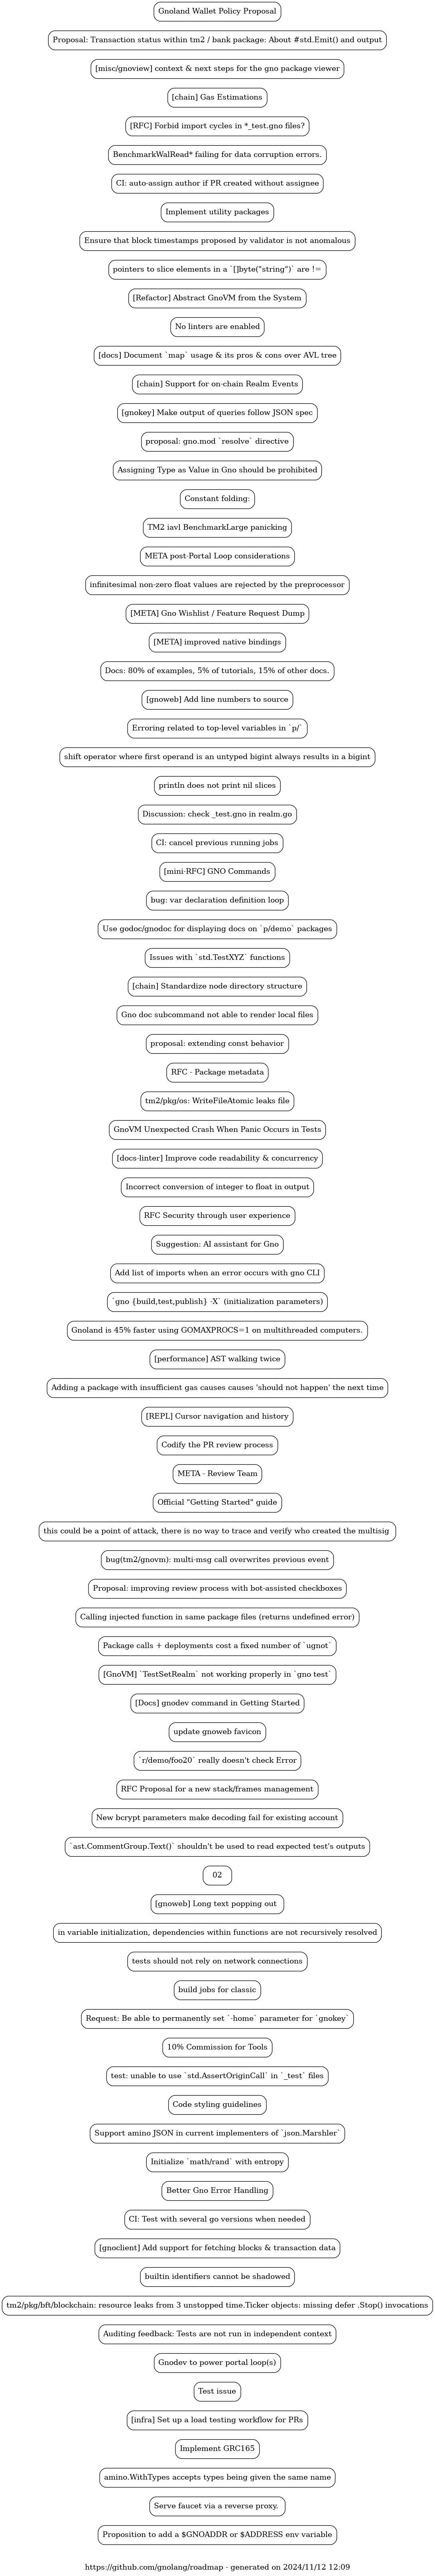 Gnoland Wallet Policy Proposal
Proposal: Transaction status within tm2 / bank package: About #std.Emit() and output
[misc/gnoview] context & next steps for the gno package viewer
[chain] Gas Estimations
[RFC] Forbid import cycles in *_test.gno files?
BenchmarkWalRead* failing for data corruption errors.
CI: auto-assign author if PR created without assignee
Implement utility packages
Ensure that block timestamps proposed by validator is not anomalous
pointers to slice elements in a `[]byte("string")` are !=
[Refactor] Abstract GnoVM from the System
No linters are enabled
[docs] Document `map` usage & its pros & cons over AVL tree
[chain] Support for on-chain Realm Events
[gnokey] Make output of queries follow JSON spec
proposal: gno.mod `resolve` directive
Assigning Type as Value in Gno should be prohibited
Constant folding:
TM2 iavl BenchmarkLarge panicking
META post-Portal Loop considerations
infinitesimal non-zero float values are rejected by the preprocessor
[META] Gno Wishlist / Feature Request Dump
[META] improved native bindings
Docs: 80% of examples, 5% of tutorials, 15% of other docs.
[gnoweb] Add line numbers to source
Erroring related to top-level variables in `p/`
shift operator where first operand is an untyped bigint always results in a bigint
println does not print nil slices
Discussion: check _test.gno in realm.go
CI: cancel previous running jobs
[mini-RFC] GNO Commands
bug: var declaration definition loop
Use godoc/gnodoc for displaying docs on `p/demo` packages
Issues with `std.TestXYZ` functions
[chain] Standardize node directory structure
Gno doc subcommand not able to render local files
proposal: extending const behavior
RFC - Package metadata
tm2/pkg/os: WriteFileAtomic leaks file
GnoVM Unexpected Crash When Panic Occurs in Tests
[docs-linter] Improve code readability & concurrency
Incorrect conversion of integer to float in output
RFC Security through user experience
Suggestion: AI assistant for Gno
Add list of imports when an error occurs with gno CLI
`gno {build,test,publish} -X` (initialization parameters)
Gnoland is 45% faster using GOMAXPROCS=1 on multithreaded computers.
[performance] AST walking twice
Adding a package with insufficient gas causes causes 'should not happen' the next time
[REPL] Cursor navigation and history
Codify the PR review process
META - Review Team
Official "Getting Started" guide
this could be a point of attack, there is no way to trace and verify who created the multisig
bug(tm2/gnovm): multi-msg call overwrites previous event
Proposal: improving review process with bot-assisted checkboxes
Calling injected function in same package files (returns undefined error)
Package calls + deployments cost a fixed number of `ugnot`
[GnoVM] `TestSetRealm` not working properly in `gno test`
[Docs] gnodev command in Getting Started
update gnoweb favicon
`r/demo/foo20` really doesn't check Error
RFC Proposal for a new stack/frames management
New bcrypt parameters make decoding fail for existing account
`ast.CommentGroup.Text()` shouldn't be used to read expected test's outputs
02
[gnoweb] Long text popping out
in variable initialization, dependencies within functions are not recursively resolved
tests should not rely on network connections
build jobs for classic
Request: Be able to permanently set `-home` parameter for `gnokey`
10% Commission for Tools
test: unable to use `std.AssertOriginCall` in `_test` files
Code styling guidelines
Support amino JSON in current implementers of `json.Marshler`
Initialize `math/rand` with entropy
Better Gno Error Handling
CI: Test with several go versions when needed
[gnoclient] Add support for fetching blocks & transaction data
builtin identifiers cannot be shadowed
tm2/pkg/bft/blockchain: resource leaks from 3 unstopped time.Ticker objects: missing defer .Stop() invocations
Auditing feedback: Tests are not run in independent context
Gnodev to power portal loop(s)
Test issue
[infra] Set up a load testing workflow for PRs
Implement GRC165
amino.WithTypes accepts types being given the same name
Serve faucet via a reverse proxy.
Proposition to add a $GNOADDR or $ADDRESS env variable
https://github.com/gnolang/roadmap - generated on 2024/11/12 12:09